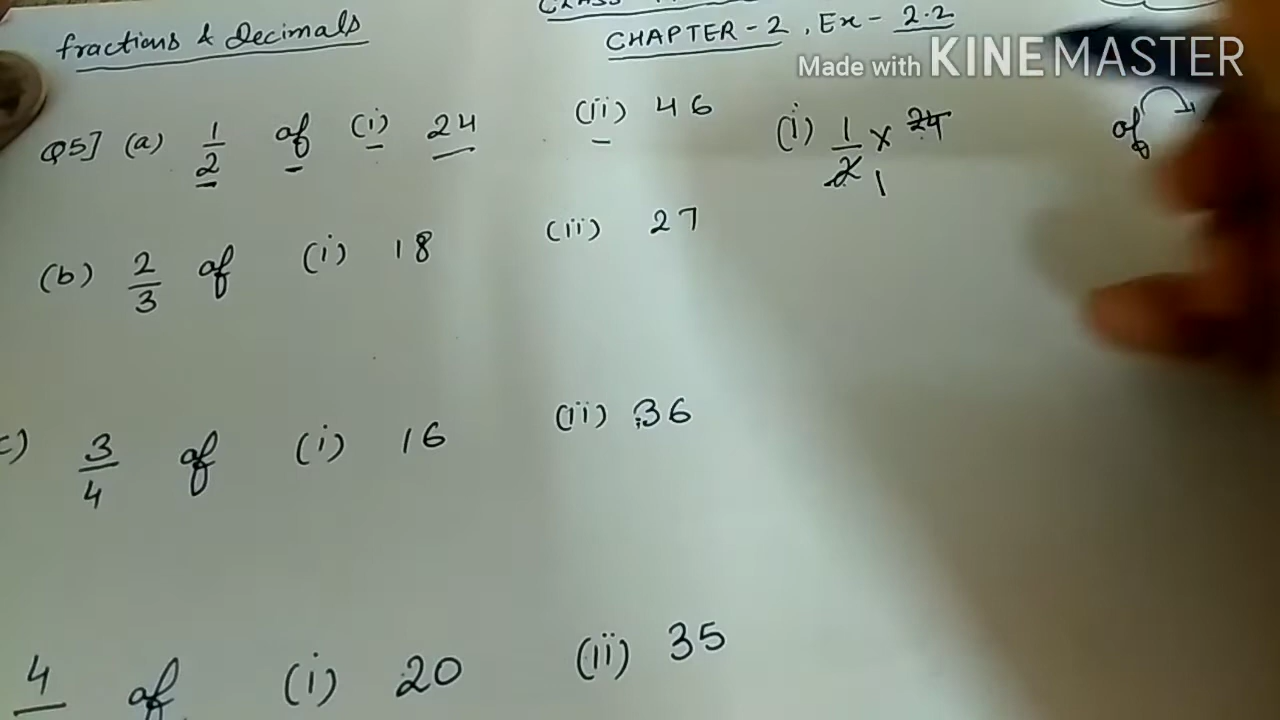 fractions & Decimals
CHAPTER - 2 , Ex - 2.2
Made with KINEMASTER
Q5] (a) 1/2 of (i) 24 (ii) 46 (i) 1/2 x 24 of
1
(b) 2/3 of (i) 18 (ii) 27
c) 3/4 of (i) 16 (ii) 36
4 of (i) 20 (ii) 35